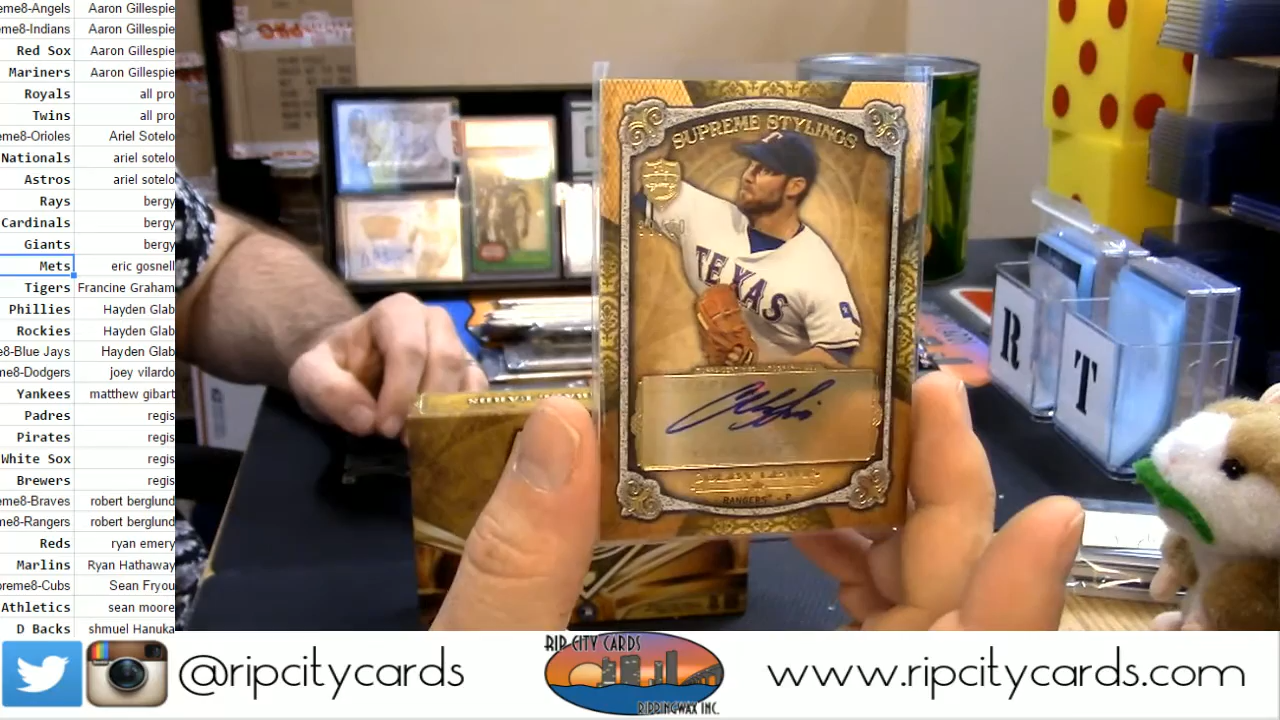 eme8-Angels Aaron Gillespie
eme8-Indians Aaron Gillespie
Red Sox Aaron Gillespie
Mariners Aaron Gillespie
Royals all pro
Twins all pro
eme8-Orioles Ariel Sotelo
Nationals ariel sotelo
Astros ariel sotelo
Rays bergy
Cardinals bergy
Giants bergy
Mets eric gosnell
Tigers Francine Graham
Phillies Hayden Glab
Rockies Hayden Glab
e8-Blue Jays Hayden Glab
me8-Dodgers joey vilardo
Yankees matthew gibart
Padres regis
Pirates regis
White Sox regis
Brewers regis
eme8-Braves robert berglund
me8-Rangers robert berglund
Reds ryan emery
Marlins Ryan Hathaway
preme8-Cubs Sean Fryou
Athletics sean moore
D Backs shmuel Hanuka
SUPREME STYLINGS
TEXAS
RANGERS - P
R
T
@ripcitycards
RIP CITY CARDS
RIPPINGWAX INC.
www.ripcitycards.com